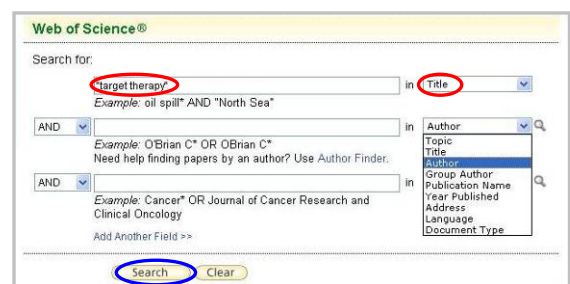 Web of Science®
Search for:
"target therapy" in Title
Example: oil spill* AND "North Sea"
AND in Author
Example: O'Brian C* OR OBrian C*
Need help finding papers by an author? Use Author Finder.
Topic
Title
Author
Group Author
Publication Name
Year Published
Address
Language
Document Type
AND in
Example: Cancer* OR Journal of Cancer Research and
Clinical Oncology
Add Another Field >>
Search Clear